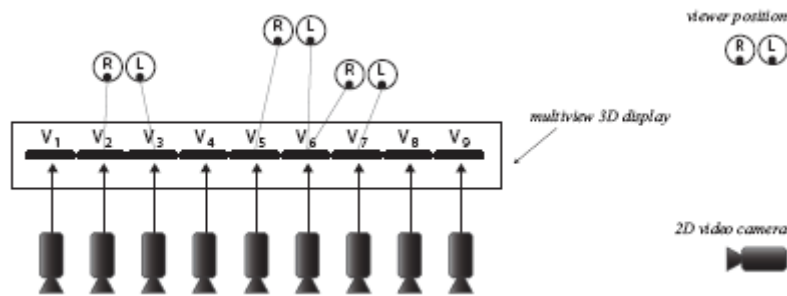 viewer position
R L
R L
R L
R L
multiview 3D display
V1 V2 V3 V4 V5 V6 V7 V8 V9
2D video camera